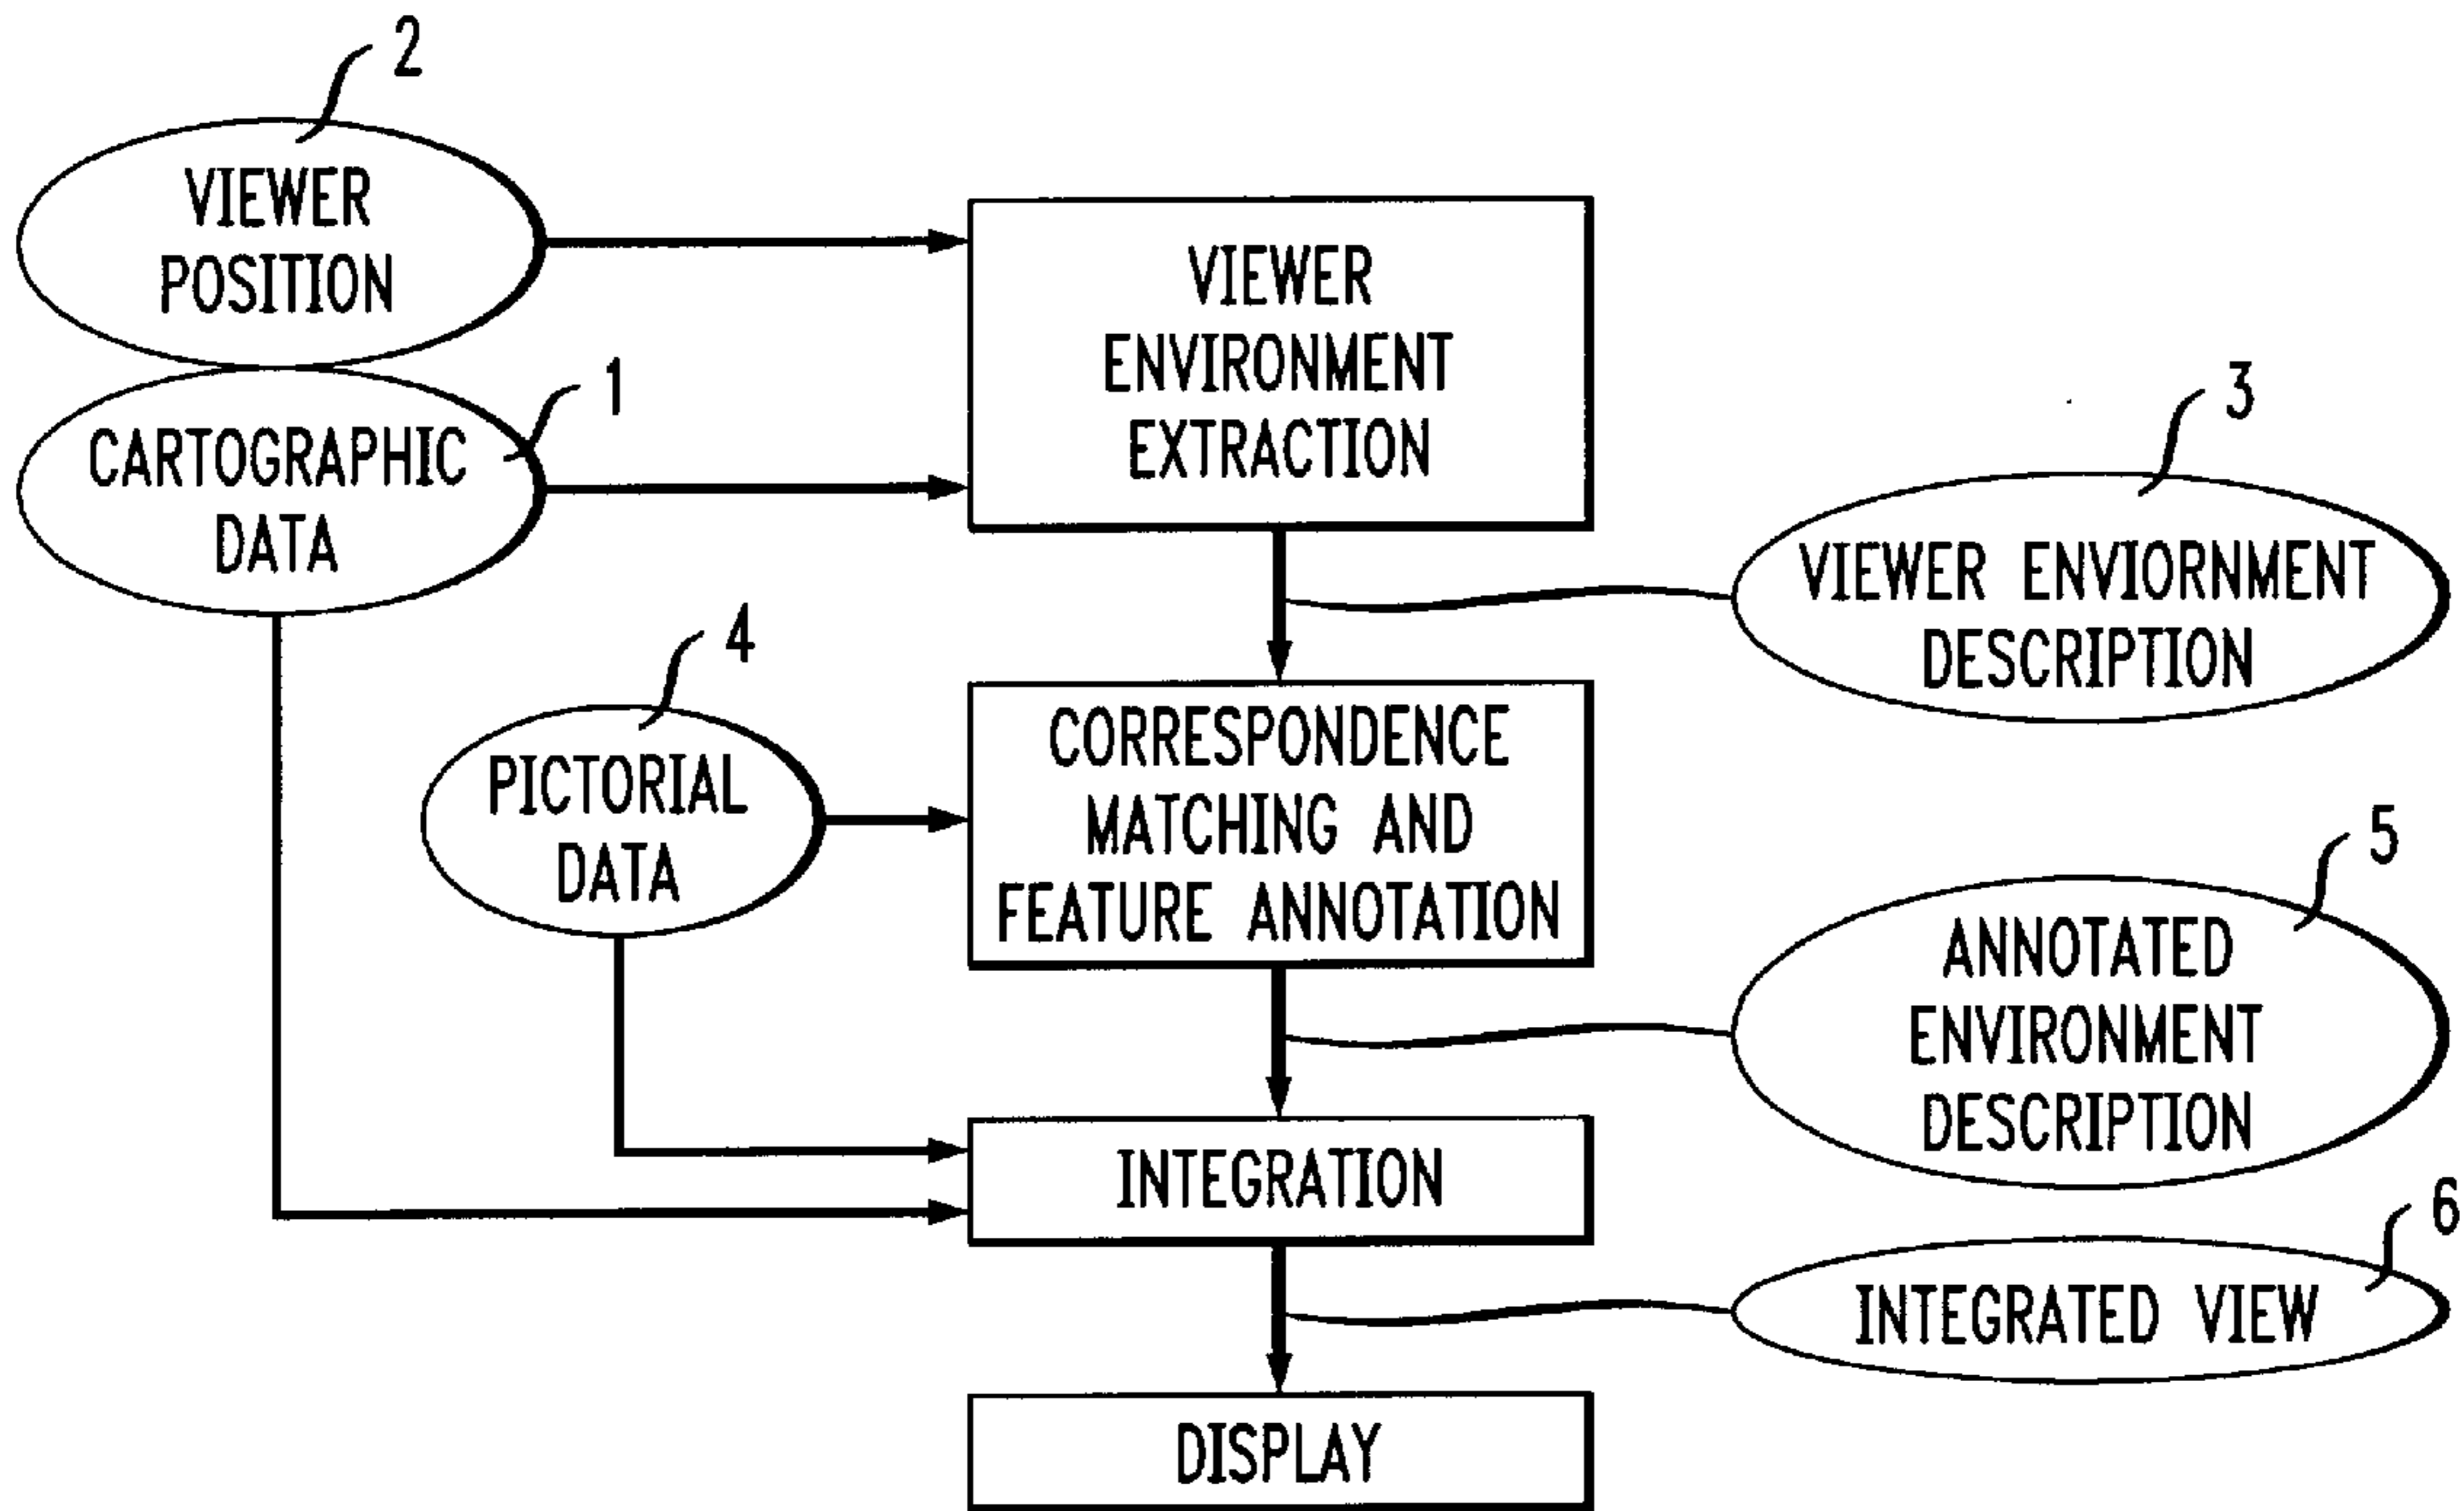 2
VIEWER
POSITION
1
CARTOGRAPHIC
DATA
VIEWER
ENVIRONMENT
EXTRACTION
3
VIEWER ENVIORNMENT
DESCRIPTION
4
PICTORIAL
DATA
CORRESPONDENCE
MATCHING AND
FEATURE ANNOTATION
5
ANNOTATED
ENVIRONMENT
DESCRIPTION
INTEGRATION
6
INTEGRATED VIEW
DISPLAY